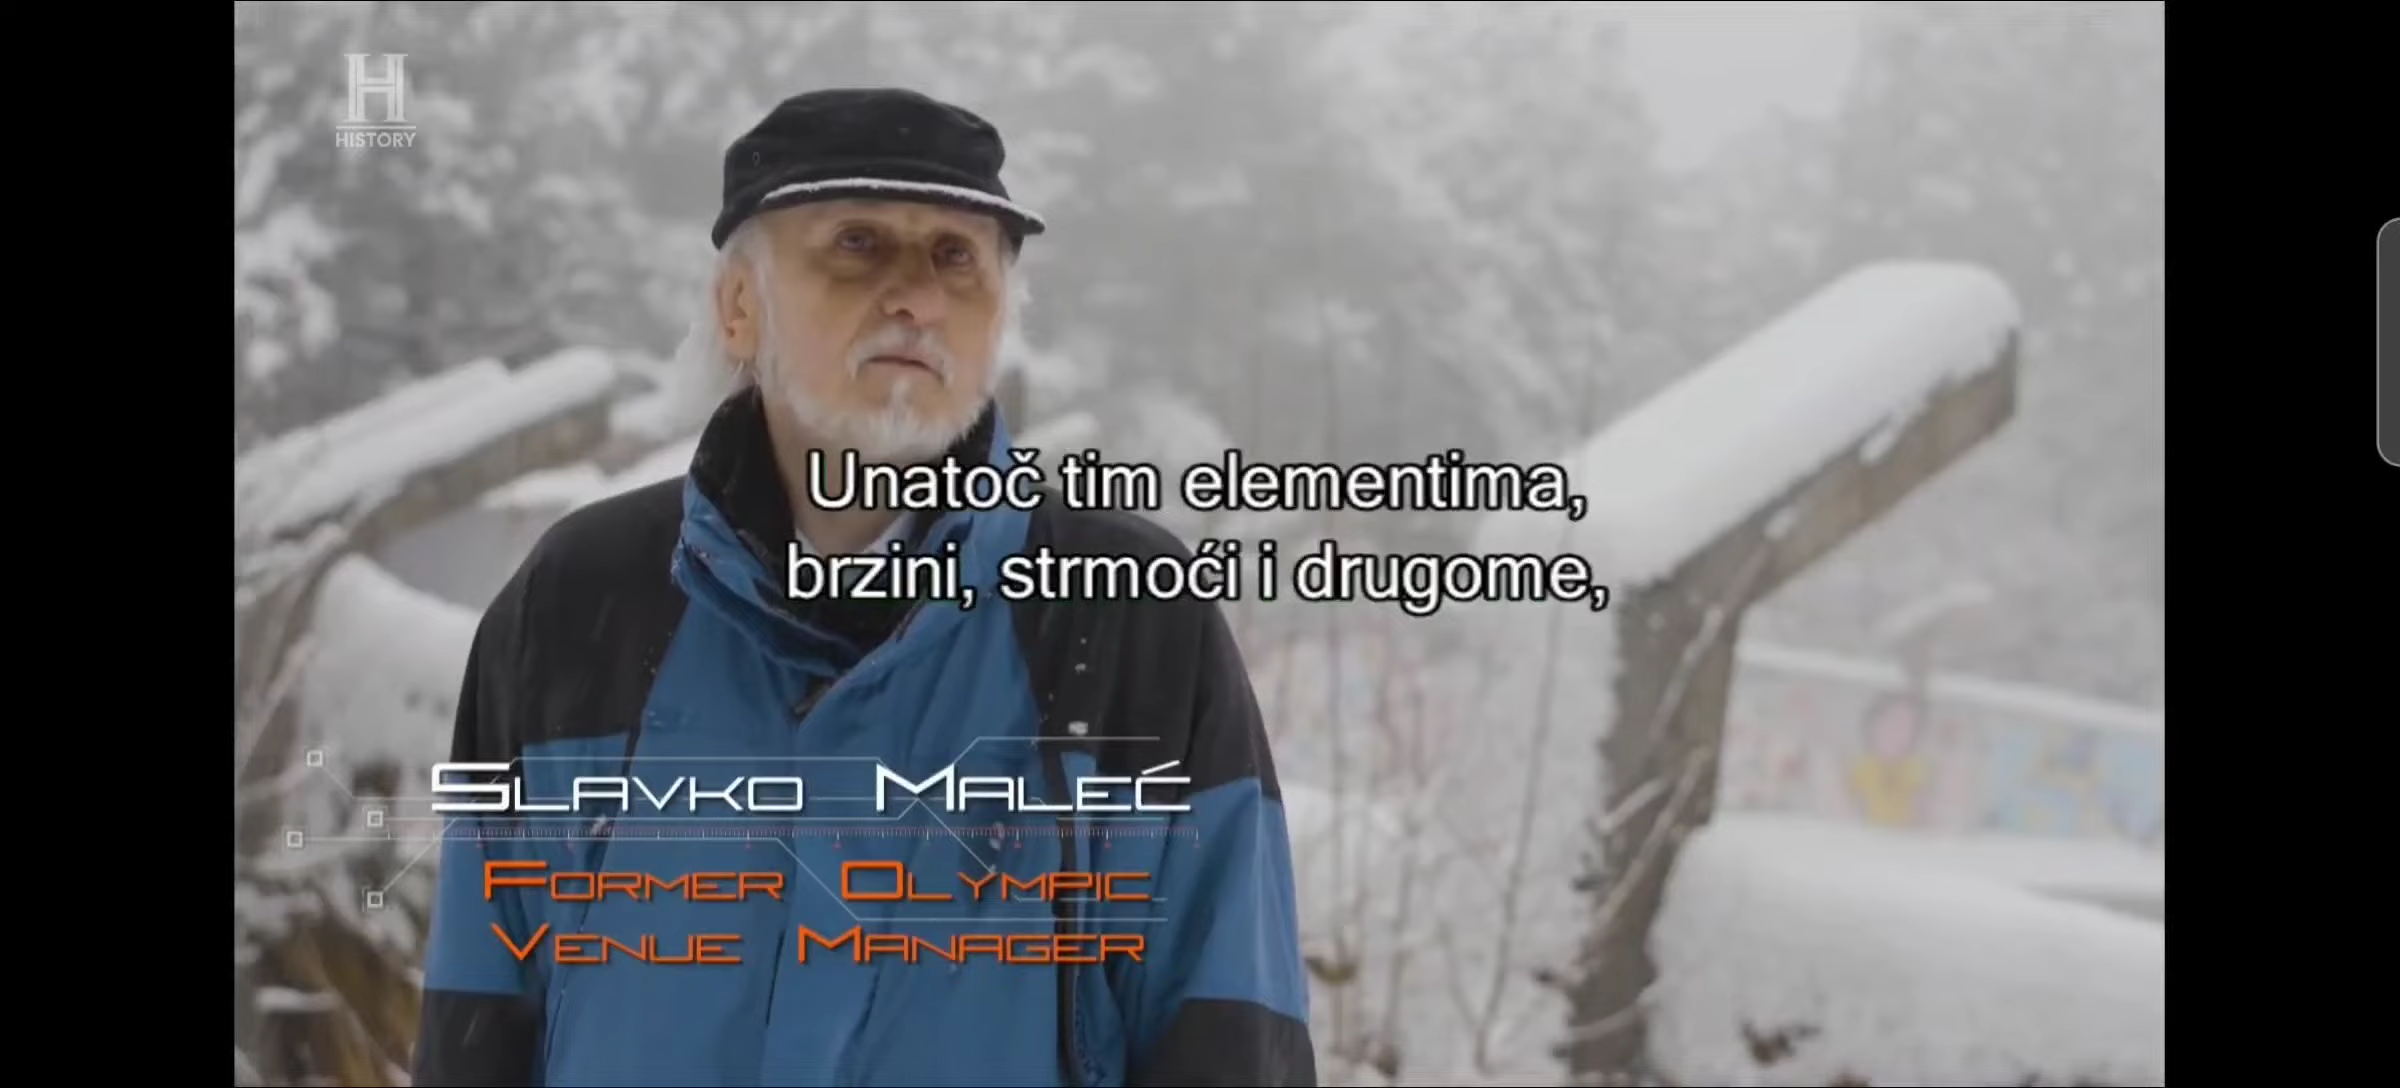 H
HISTORY
Unatoč tim elementima,
brzini, strmoći i drugome,
SLAVKO MALEĆ
FORMER OLYMPIC
VENUE MANAGER